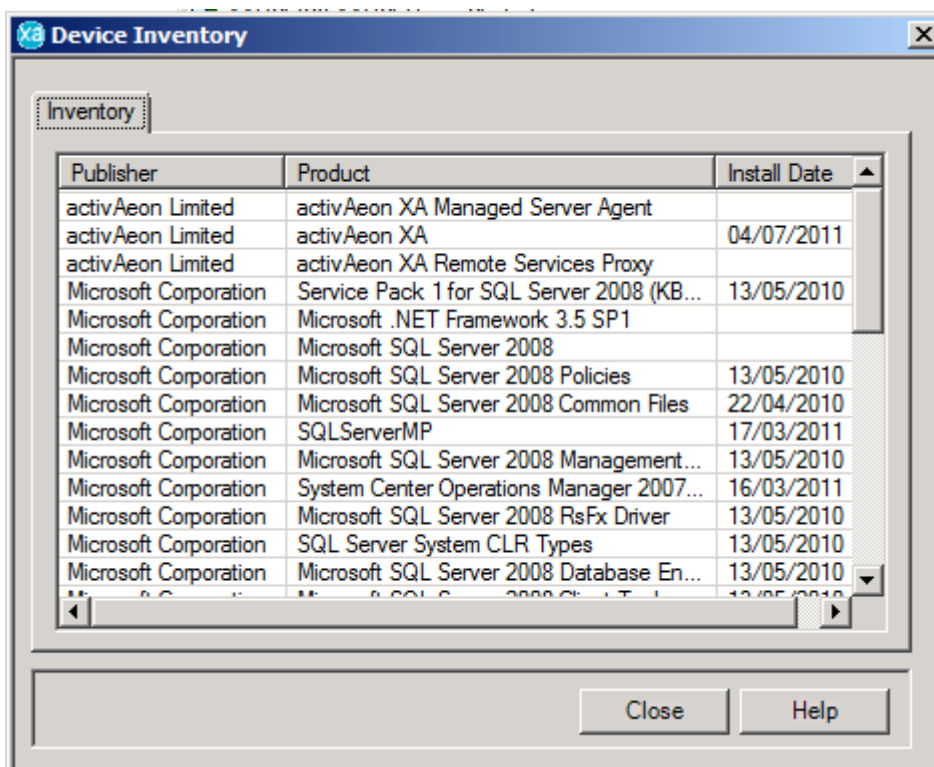 xa Device Inventory
Inventory
Publisher Product Install Date
activAeon Limited activAeon XA Managed Server Agent
activAeon Limited activAeon XA 04/07/2011
activAeon Limited activAeon XA Remote Services Proxy
Microsoft Corporation Service Pack 1 for SQL Server 2008 (KB... 13/05/2010
Microsoft Corporation Microsoft .NET Framework 3.5 SP1
Microsoft Corporation Microsoft SQL Server 2008
Microsoft Corporation Microsoft SQL Server 2008 Policies 13/05/2010
Microsoft Corporation Microsoft SQL Server 2008 Common Files 22/04/2010
Microsoft Corporation SQLServerMP 17/03/2011
Microsoft Corporation Microsoft SQL Server 2008 Management... 13/05/2010
Microsoft Corporation System Center Operations Manager 2007... 16/03/2011
Microsoft Corporation Microsoft SQL Server 2008 RsFx Driver 13/05/2010
Microsoft Corporation SQL Server System CLR Types 13/05/2010
Microsoft Corporation Microsoft SQL Server 2008 Database En... 13/05/2010
Close Help